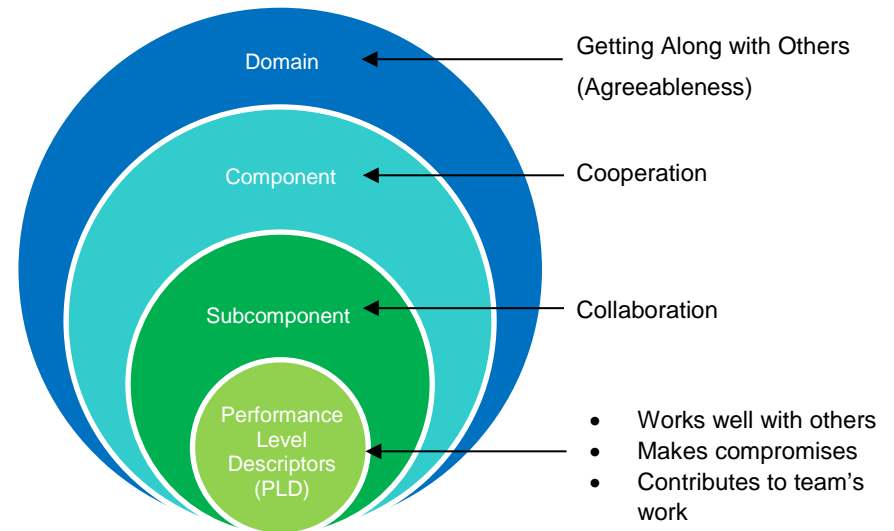 Domain
Getting Along with Others
(Agreeableness)
Component
Cooperation
Subcomponent
Collaboration
Performance
Level
Descriptors
(PLD)
• Works well with others
• Makes compromises
• Contributes to team's
work